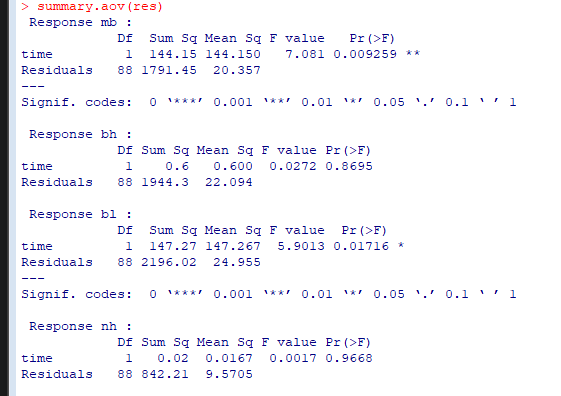 > summary.aov(res)
 Response mb :
            Df  Sum Sq Mean Sq F value   Pr(>F)
time         1  144.15 144.150   7.081 0.009259 **
Residuals   88 1791.45  20.357
---
Signif. codes:  0 ‘***’ 0.001 ‘**’ 0.01 ‘*’ 0.05 ‘.’ 0.1 ‘ ’ 1

 Response bh :
            Df Sum Sq Mean Sq F value Pr(>F)
time         1    0.6   0.600  0.0272 0.8695
Residuals   88 1944.3  22.094

 Response bl :
            Df  Sum Sq Mean Sq F value  Pr(>F)
time         1  147.27 147.267  5.9013 0.01716 *
Residuals   88 2196.02  24.955
---
Signif. codes:  0 ‘***’ 0.001 ‘**’ 0.01 ‘*’ 0.05 ‘.’ 0.1 ‘ ’ 1

 Response nh :
            Df Sum Sq Mean Sq F value Pr(>F)
time         1   0.02  0.0167  0.0017 0.9668
Residuals   88 842.21  9.5705